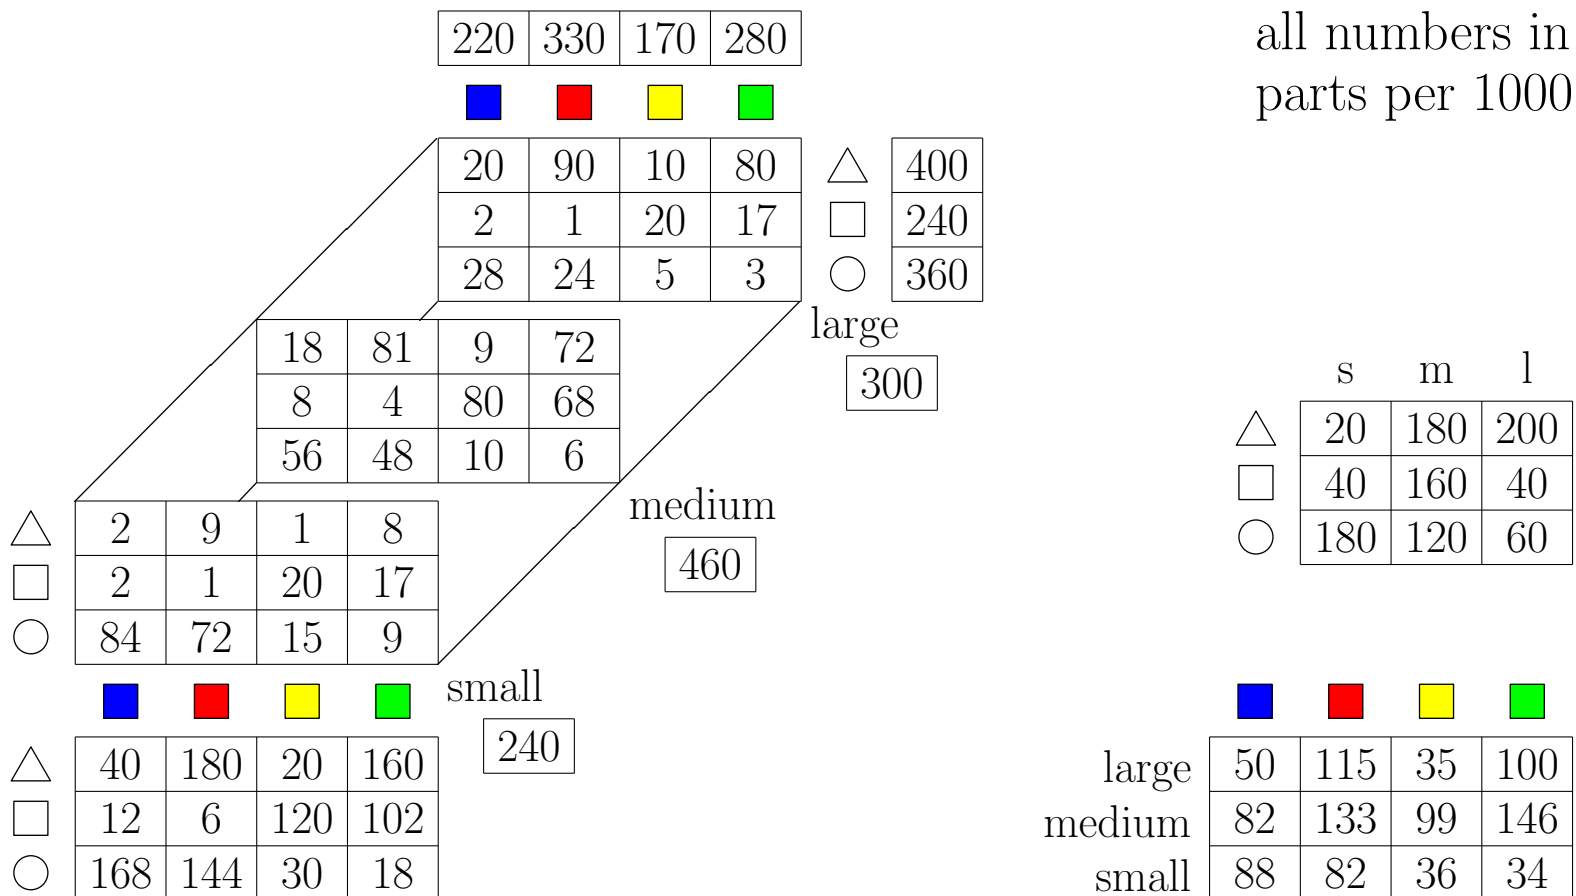 220 330 170 280
all numbers in
parts per 1000
20 90 10 80 400
2 1 20 17 240
28 24 5 3 360
large
300
18 81 9 72
8 4 80 68
56 48 10 6
medium
460
s m l
20 180 200
40 160 40
180 120 60
2 9 1 8
2 1 20 17
84 72 15 9
small
240
40 180 20 160
12 6 120 102
168 144 30 18
large 50 115 35 100
medium 82 133 99 146
small 88 82 36 34